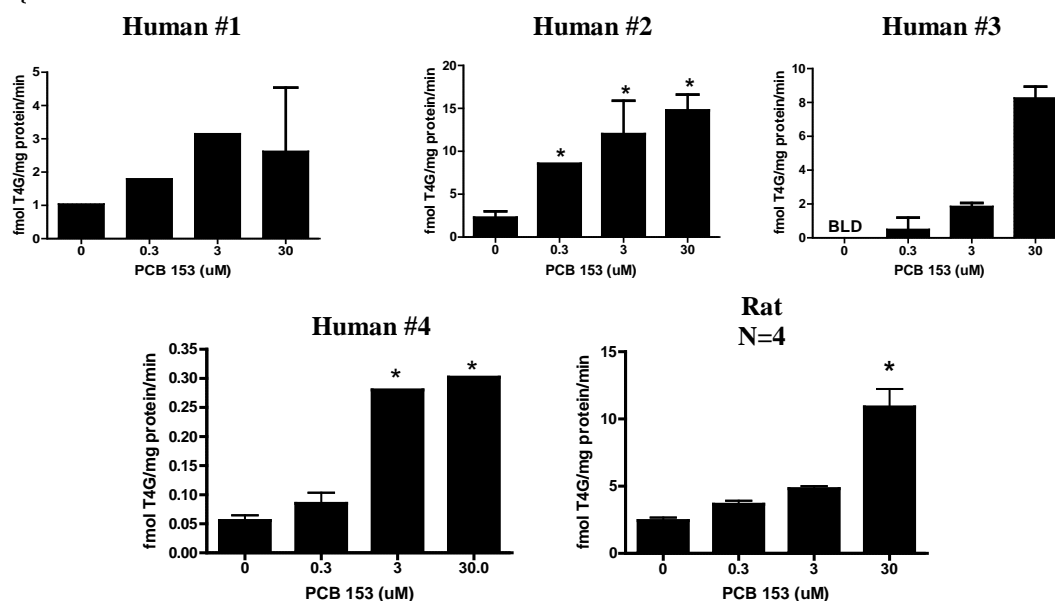 Human #1
fmol T4G/mg protein/min
5
4
3
2
1
0
0 0.3 3 30
PCB 153 (uM)
Human #2
fmol T4G/mg protein/min
20
15
10
5
0
* * *
0 0.3 3 30
PCB 153 (uM)
Human #3
fmol T4G/mg protein/min
10
8
6
4
2
0
BLD
0 0.3 3 30
PCB 153 (uM)
Human #4
fmol T4G/mg protein/min
0.35
0.30
0.25
0.20
0.15
0.10
0.05
0.00
* *
0 0.3 3 30.0
PCB 153 (uM)
Rat
N=4
fmol T4G/mg protein/min
15
10
5
0
*
0 0.3 3 30
PCB 153 (uM)